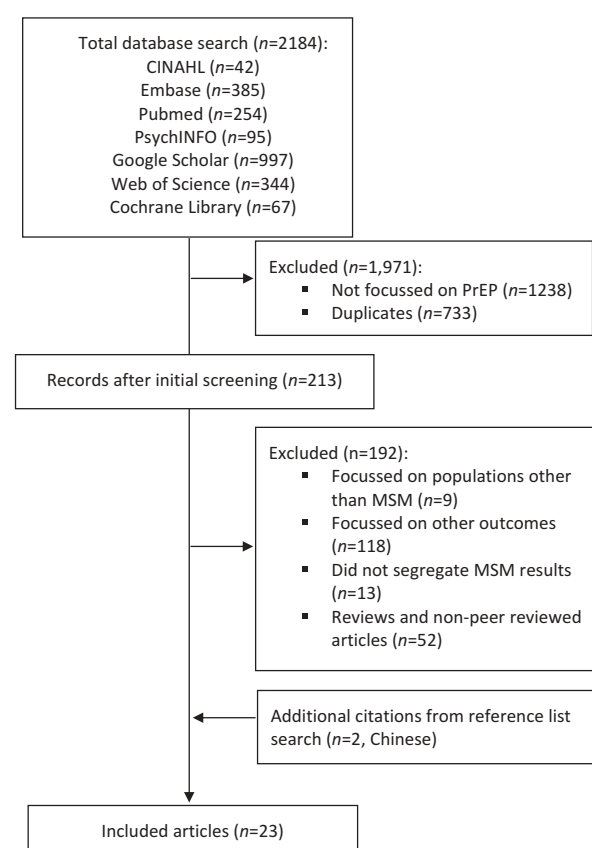 Total database search (n=2184):
CINAHL (n=42)
Embase (n=385)
Pubmed (n=254)
PsychINFO (n=95)
Google Scholar (n=997)
Web of Science (n=344)
Cochrane Library (n=67)
Excluded (n=1,971):
▪ Not focussed on PrEP (n=1238)
▪ Duplicates (n=733)
Records after initial screening (n=213)
Excluded (n=192):
▪ Focussed on populations other
than MSM (n=9)
▪ Focussed on other outcomes
(n=118)
▪ Did not segregate MSM results
(n=13)
▪ Reviews and non-peer reviewed
articles (n=52)
Additional citations from reference list
search (n=2, Chinese)
Included articles (n=23)